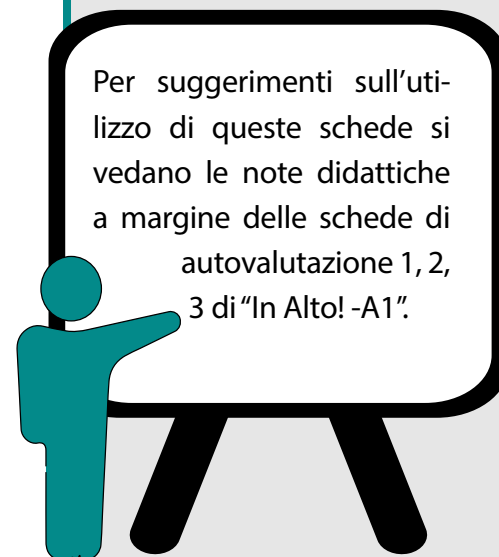 Per suggerimenti sull’uti-
lizzo di queste schede si
vedano le note didattiche
a margine delle schede di
autovalutazione 1, 2,
3 di “In Alto! -A1”.